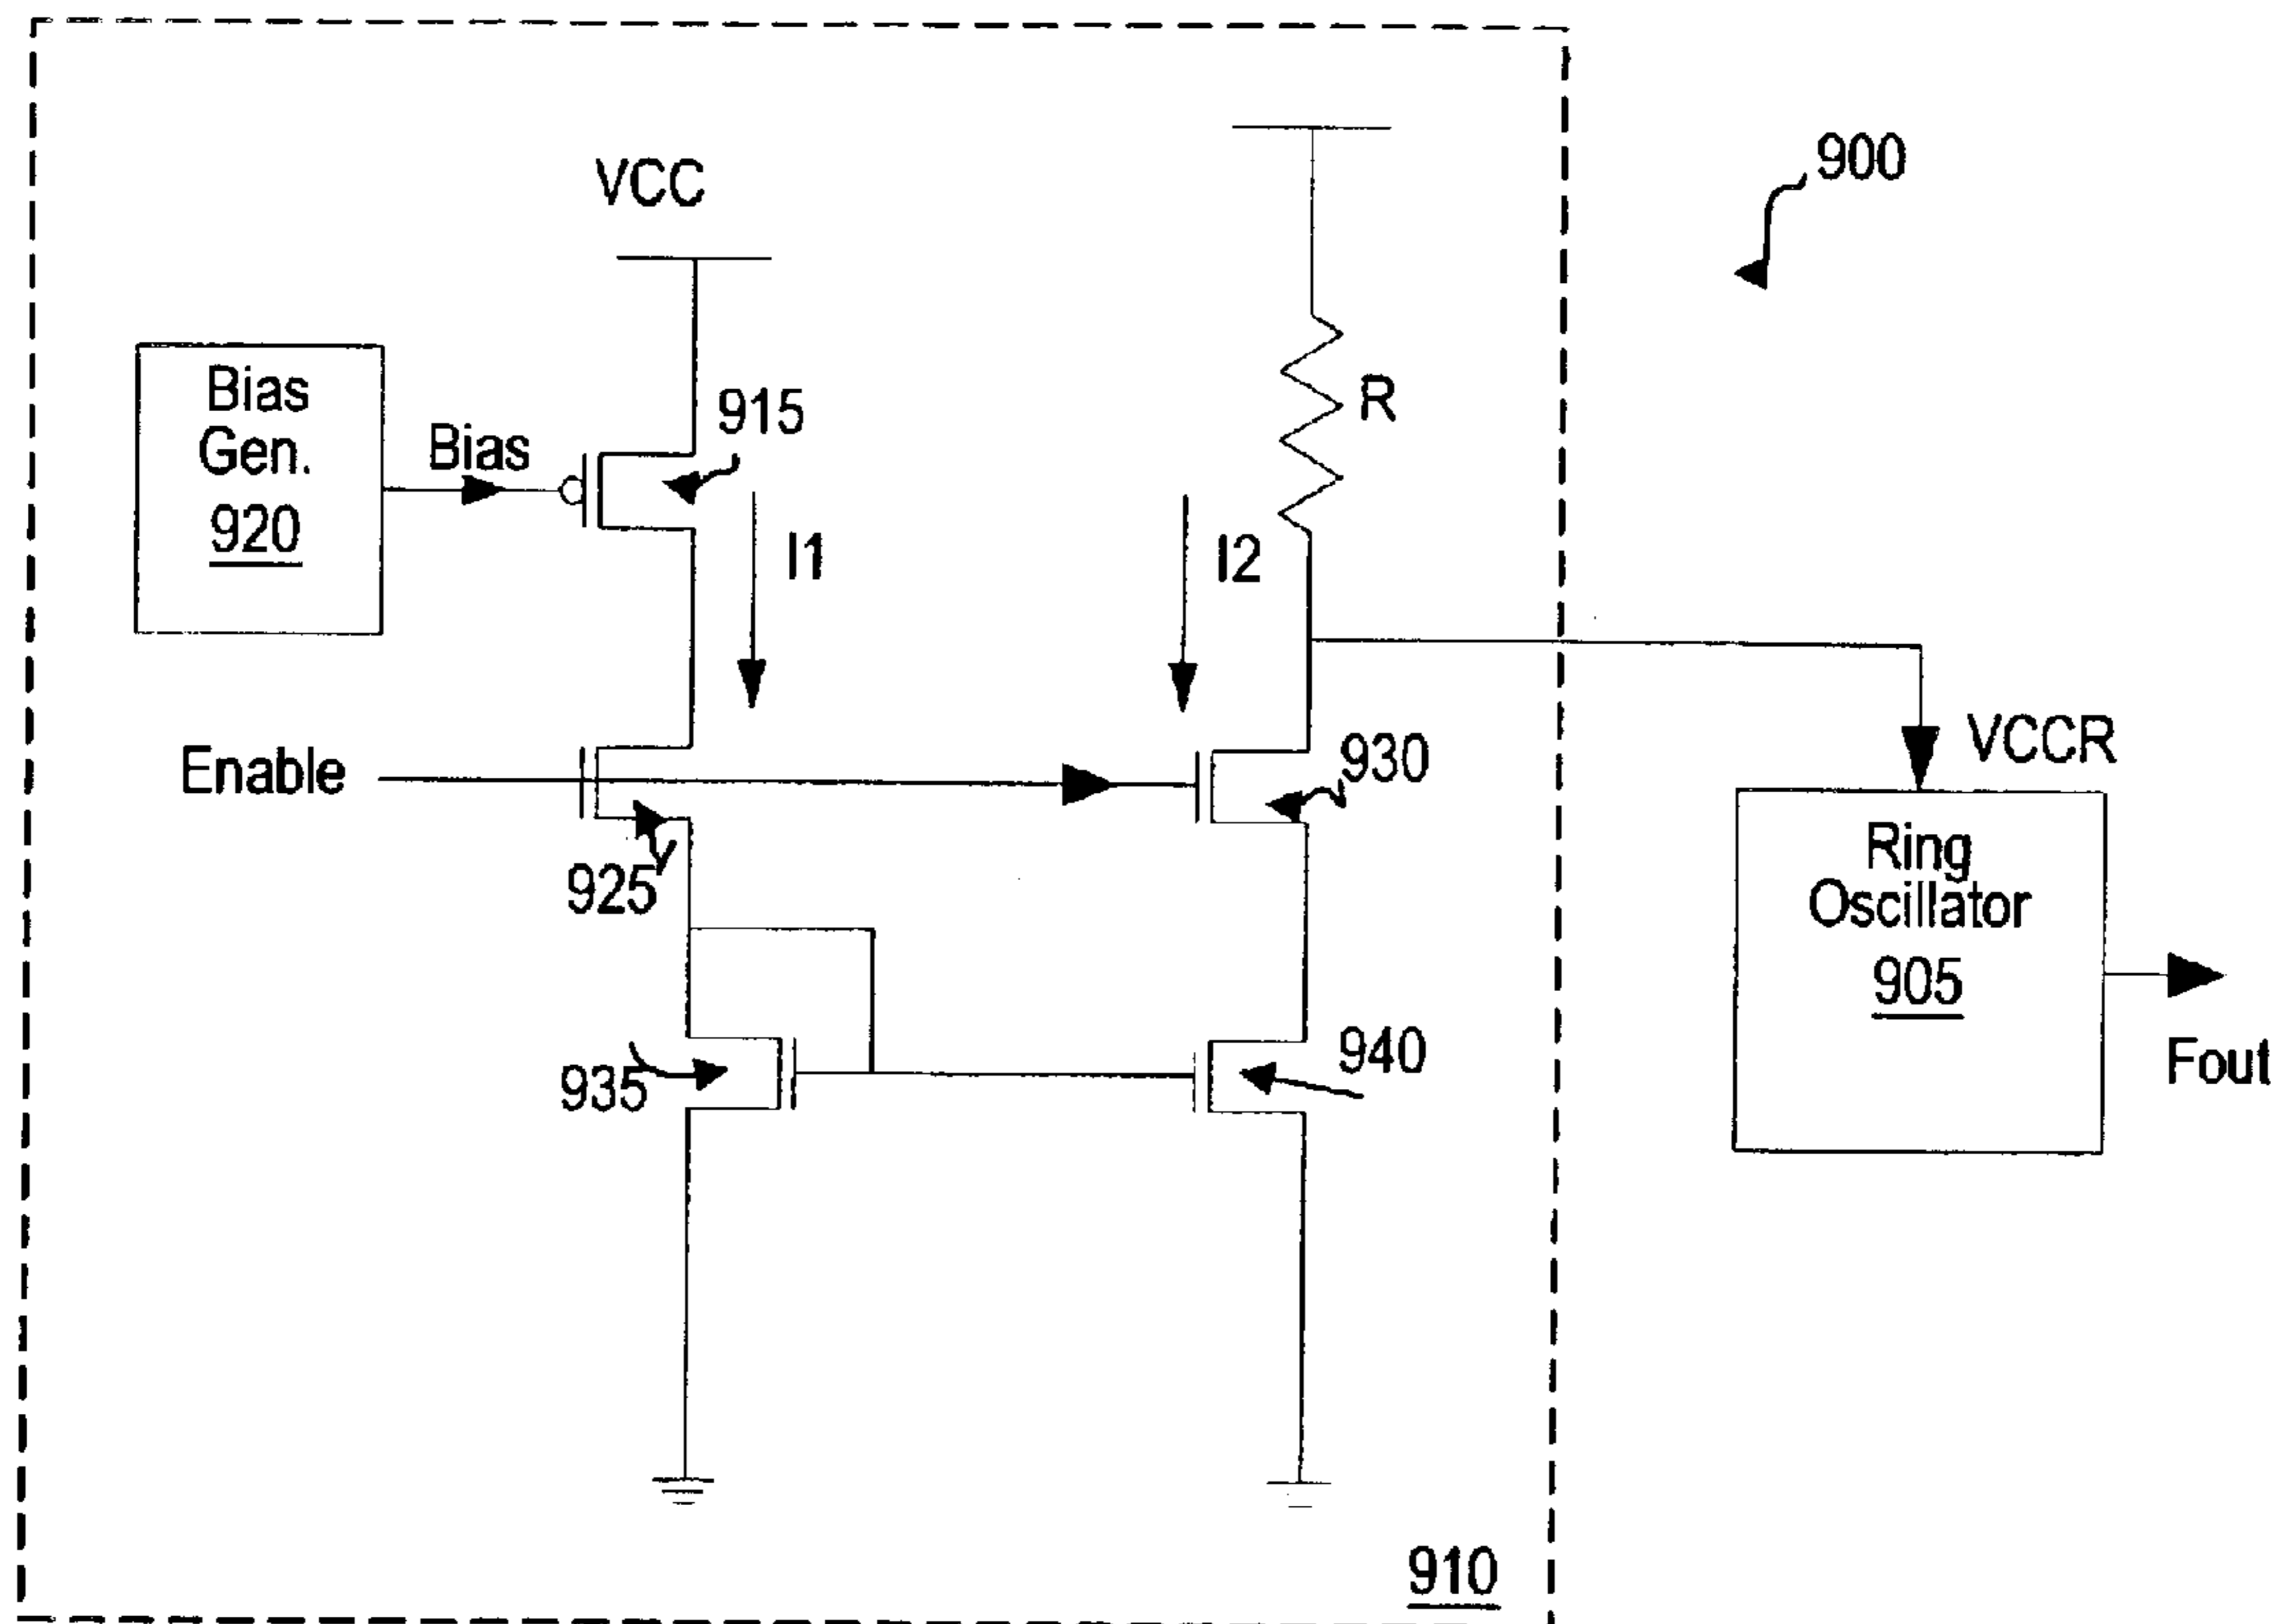 900
VCC
Bias
Gen.
920
Bias
915
R
I1
I2
Enable
925
930
VCCR
Ring
Oscillator
905
935
940
Fout
910